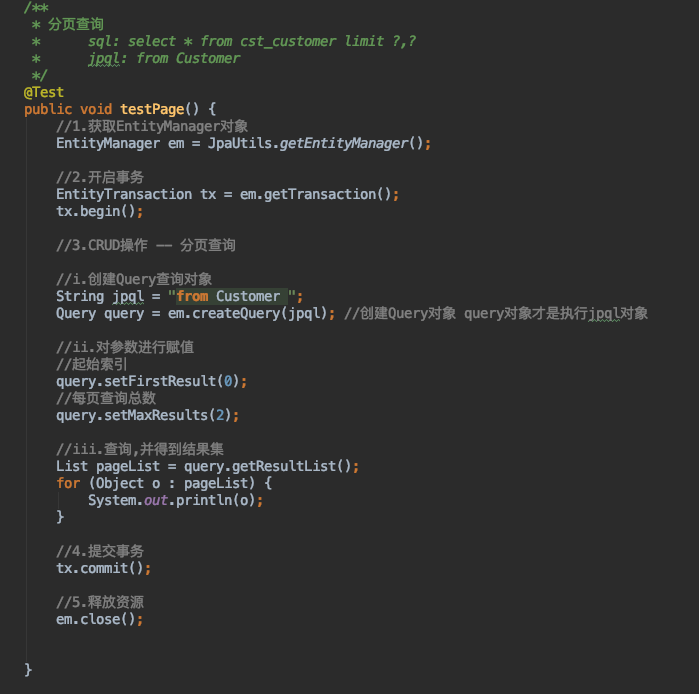 /**
 * 分页查询
 *      sql: select * from cst_customer limit ?,?
 *      jpql: from Customer
 */
@Test
public void testPage() {
    //1.获取EntityManager对象
    EntityManager em = JpaUtils.getEntityManager();
    //2.开启事务
    EntityTransaction tx = em.getTransaction();
    tx.begin();
    //3.CRUD操作 -- 分页查询
    //i.创建Query查询对象
    String jpql = "from Customer ";
    Query query = em.createQuery(jpql); //创建Query对象 query对象才是执行jpql对象
    //ii.对参数进行赋值
    //起始索引
    query.setFirstResult(0);
    //每页查询总数
    query.setMaxResults(2);
    //iii.查询,并得到结果集
    List pageList = query.getResultList();
    for (Object o : pageList) {
        System.out.println(o);
    }
    //4.提交事务
    tx.commit();
    //5.释放资源
    em.close();
}